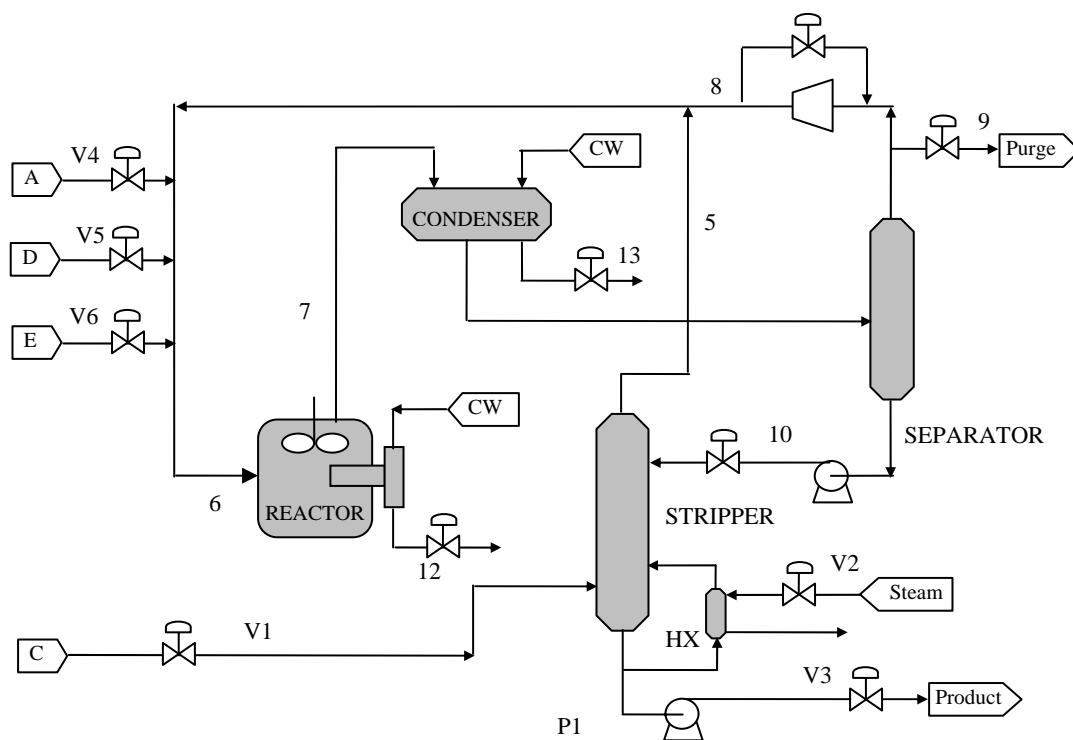 8
9
Purge
V4
A
CW
CONDENSER
V5
D
5
13
V6
E
7
CW
SEPARATOR
10
6
REACTOR
STRIPPER
12
V2
Steam
V1
HX
C
V3
Product
P1